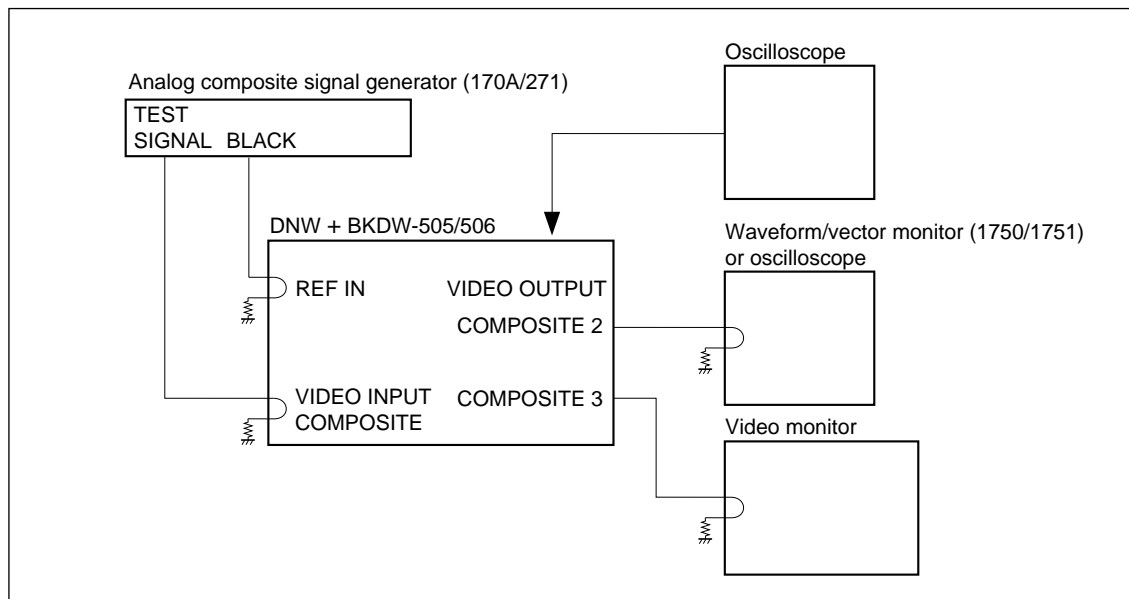 Oscilloscope
Analog composite signal generator (170A/271)
TEST
SIGNAL BLACK
DNW + BKDW-505/506
Waveform/vector monitor (1750/1751)
or oscilloscope
REF IN
VIDEO OUTPUT
COMPOSITE 2
VIDEO INPUT
COMPOSITE
COMPOSITE 3
Video monitor